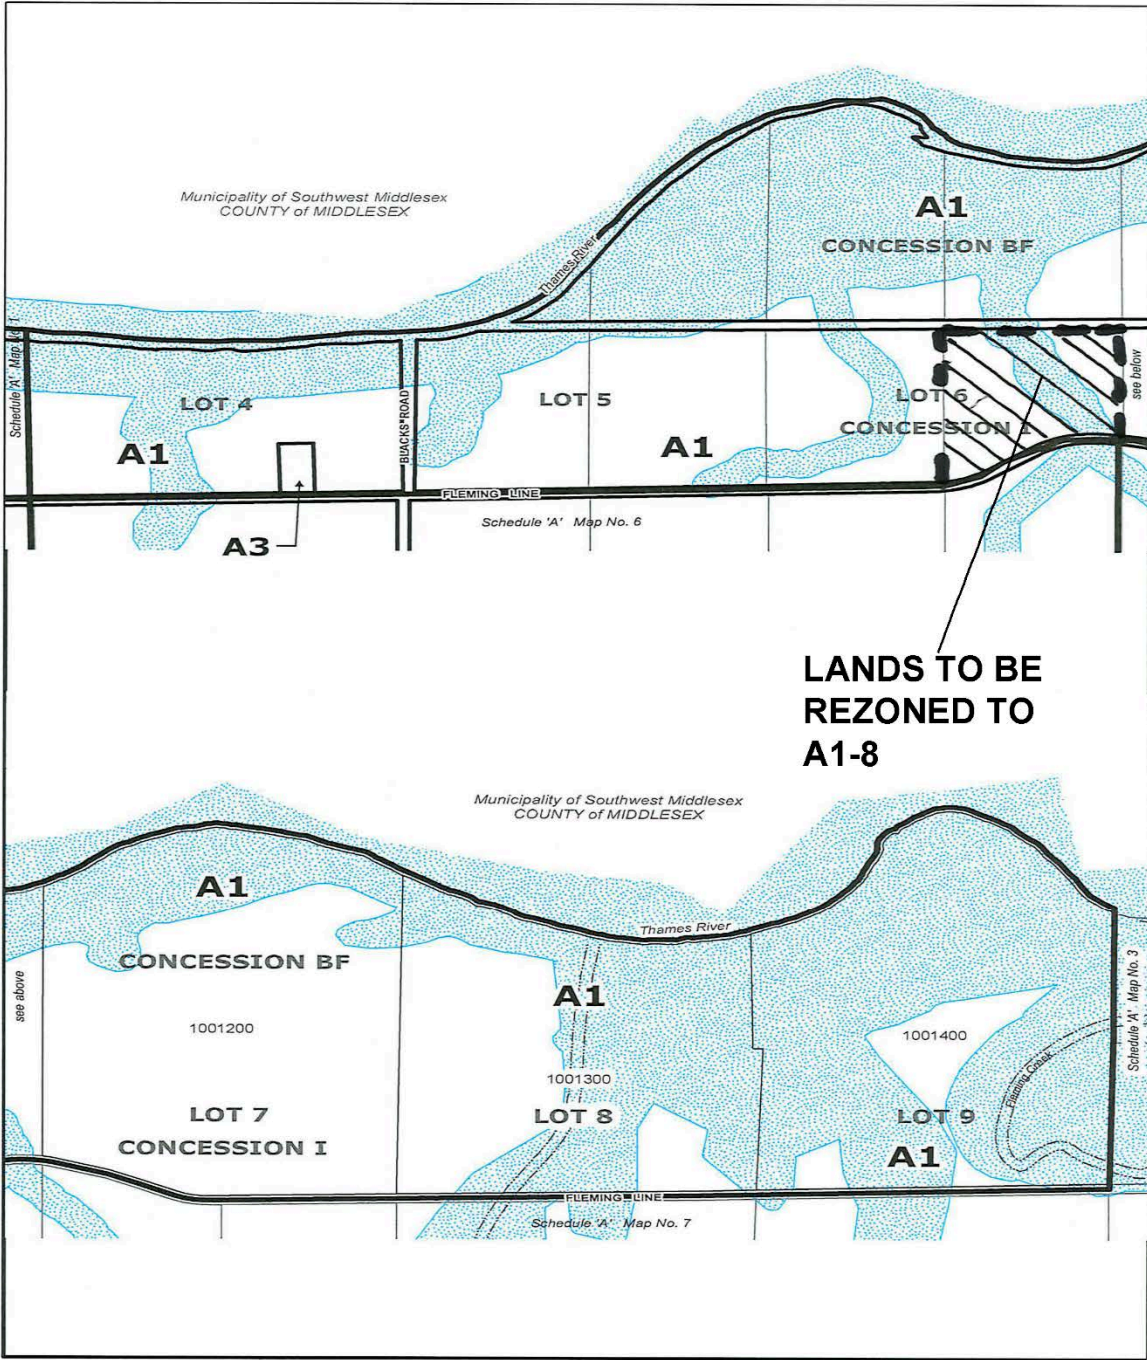 Municipality of Southwest Middlesex
COUNTY of MIDDLESEX
A1
CONCESSION BF
Thames River
Schedule 'A' Map
see below
LOT 4
BLACKS ROAD
LOT 5
LOT 6
CONCESSION I
A1
A1
FLEMING LINE
Schedule 'A' Map No. 6
A3
LANDS TO BE
REZONED TO
A1-8
Municipality of Southwest Middlesex
COUNTY of MIDDLESEX
A1
Thames River
CONCESSION BF
see above
A1
Schedule 'A' Map No. 3
1001200
1001400
Fleming Creek
1001300
LOT 7
LOT 8
LOT 9
CONCESSION I
A1
FLEMING LINE
Schedule 'A' Map No. 7